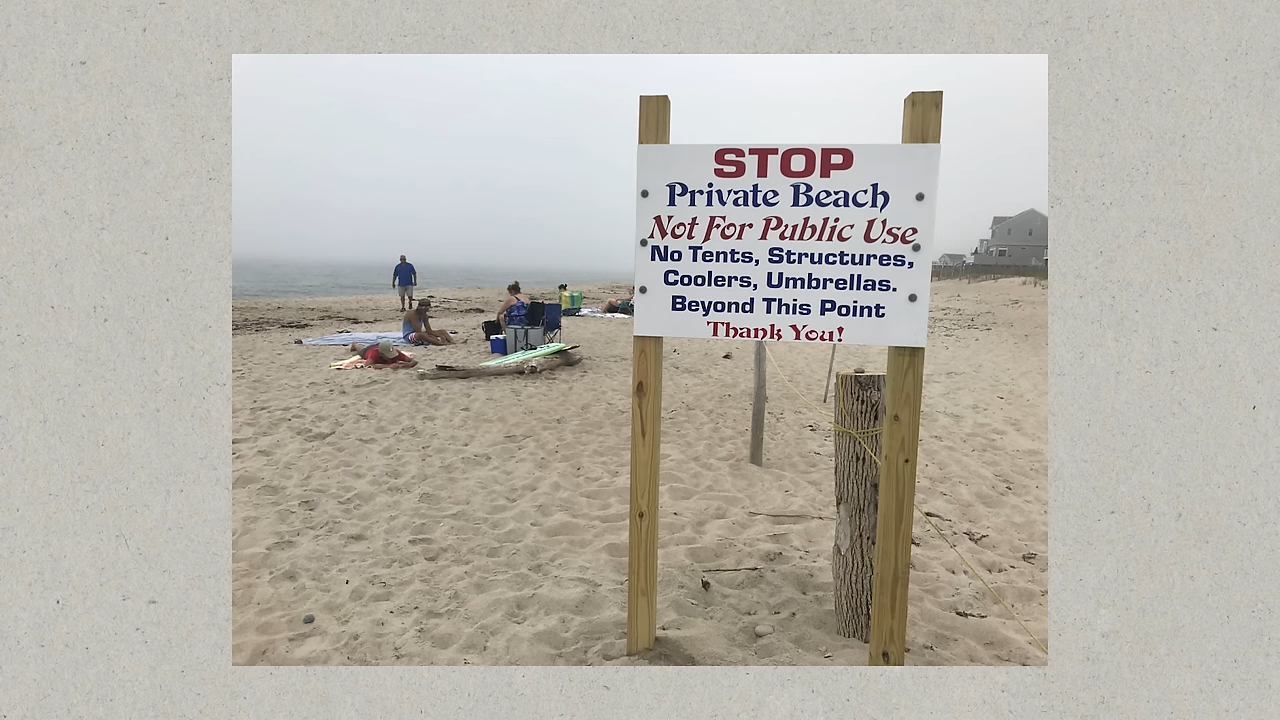 STOP
Private Beach
Not For Public Use
No Tents, Structures,
Coolers, Umbrellas.
Beyond This Point
Thank You!